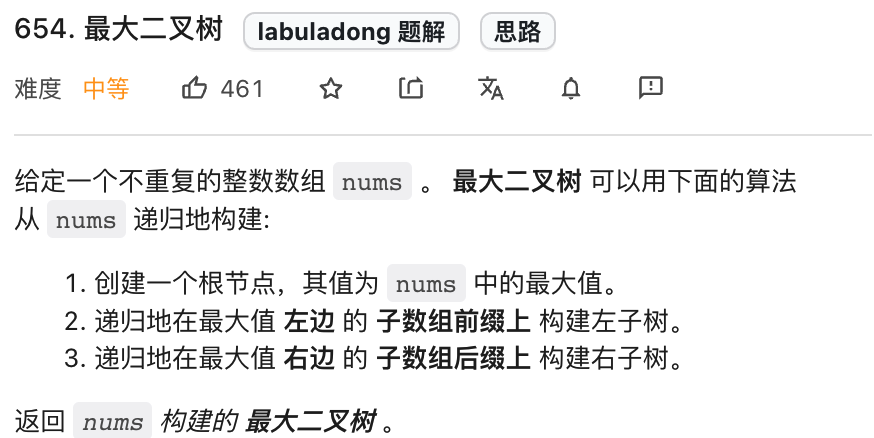 654. 最大二叉树 labuladong 题解 思路
难度 中等 461
给定一个不重复的整数数组 nums 。 最大二叉树 可以用下面的算法
从 nums 递归地构建:
1. 创建一个根节点，其值为 nums 中的最大值。
2. 递归地在最大值 左边 的 子数组前缀上 构建左子树。
3. 递归地在最大值 右边 的 子数组后缀上 构建右子树。
返回 nums 构建的 最大二叉树 。